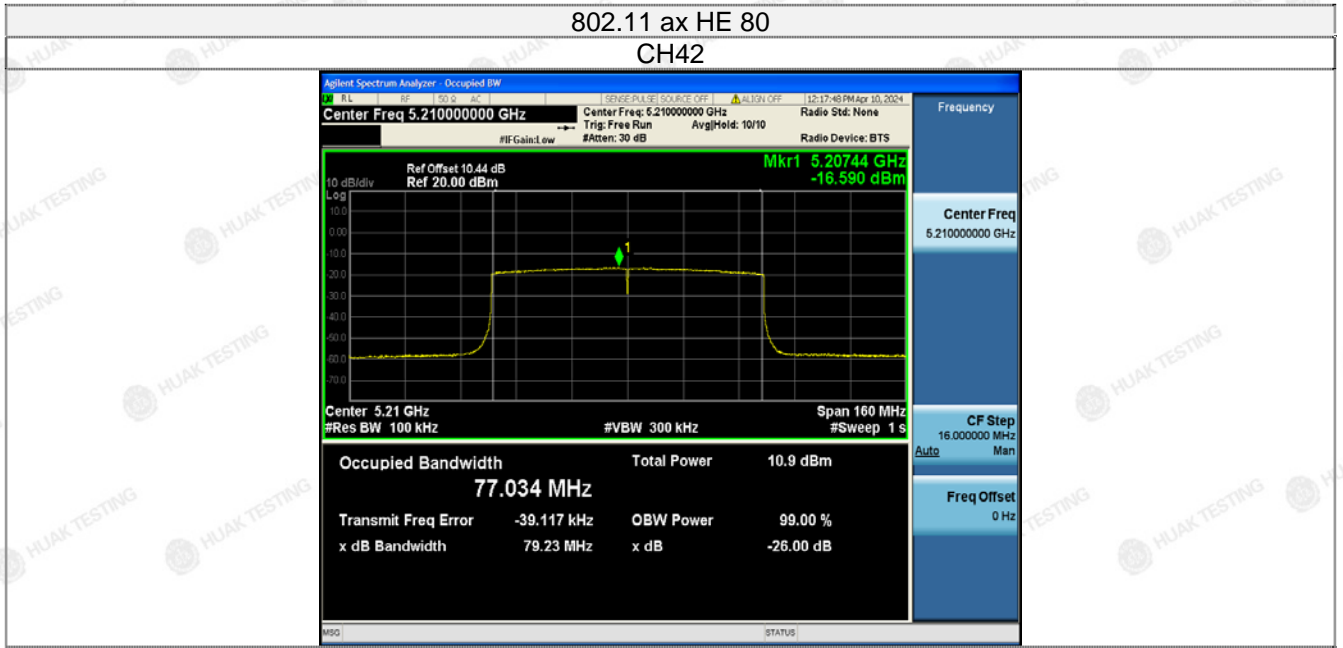 802.11 ax HE 80
CH42
Agilent Spectrum Analyzer - Occupied BW
RL RF 50 Ω AC SENSE:PULSE SOURCE OFF ALIGN OFF 12:17:48 PM Apr 10, 2024
Center Freq 5.210000000 GHz
Center Freq: 5.210000000 GHz
Radio Std: None
Trig: Free Run Avg|Hold: 10/10
#IFGain:Low #Atten: 30 dB Radio Device: BTS
Frequency
Ref Offset 10.44 dB
10 dB/div Ref 20.00 dBm
Mkr1 5.20744 GHz
-16.590 dBm
Log
10.0
0.00
-10.0
-20.0
-30.0
-40.0
-50.0
-60.0
-70.0
1
Center 5.21 GHz Span 160 MHz
#Res BW 100 kHz #VBW 300 kHz #Sweep 1 s
Occupied Bandwidth Total Power 10.9 dBm
77.034 MHz
Transmit Freq Error -39.117 kHz OBW Power 99.00 %
x dB Bandwidth 79.23 MHz x dB -26.00 dB
Center Freq
5.210000000 GHz
CF Step
16.000000 MHz
Auto Man
Freq Offset
0 Hz
MSG STATUS
HUAK TESTING